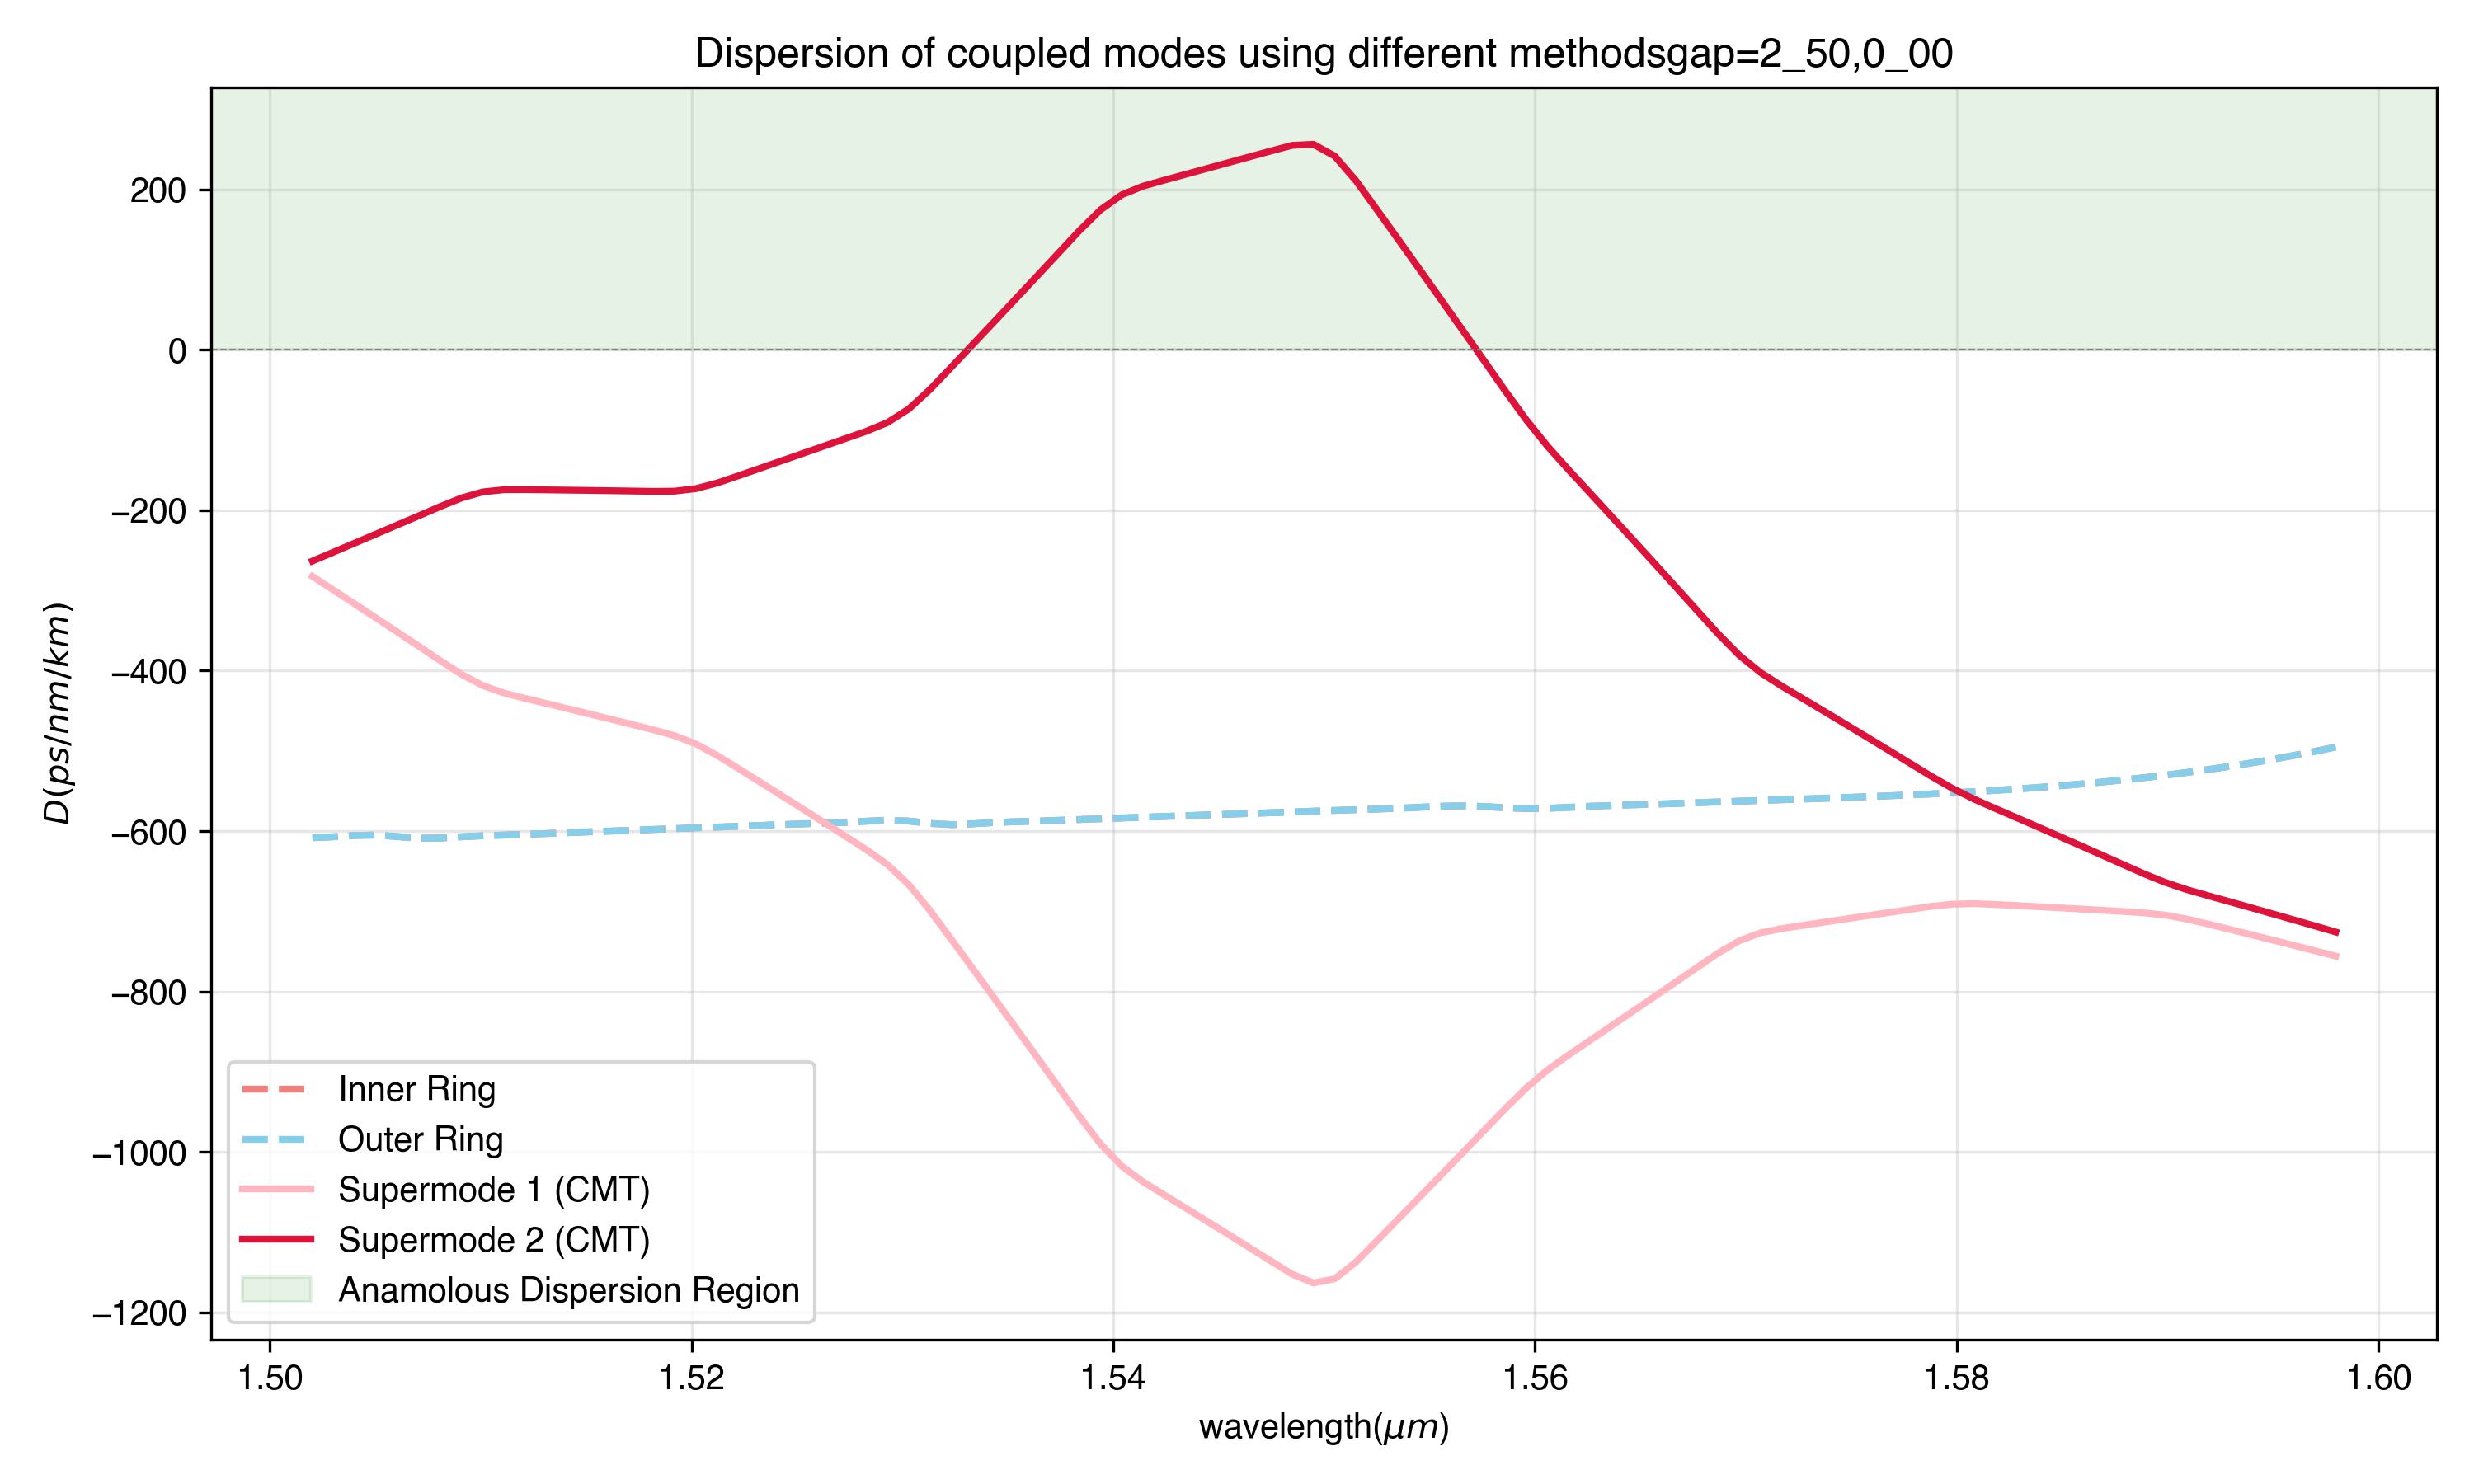 Dispersion of coupled modes using different methodsgap=2_50,0_00
D(ps/nm/km)
200
0
−200
−400
−600
−800
−1000
−1200
Inner Ring
Outer Ring
Supermode 1 (CMT)
Supermode 2 (CMT)
Anamolous Dispersion Region
1.50 1.52 1.54 1.56 1.58 1.60
wavelength(μm)